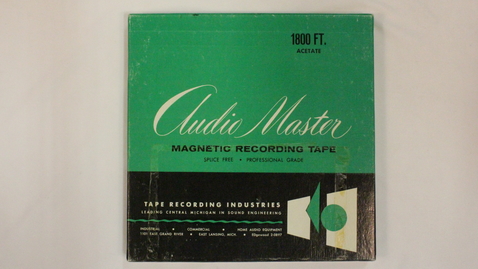 1800 FT.
ACETATE
Audio Master
MAGNETIC RECORDING TAPE
SPLICE FREE • PROFESSIONAL GRADE
TAPE RECORDING INDUSTRIES
LEADING CENTRAL MICHIGAN IN SOUND ENGINEERING
INDUSTRIAL • COMMERCIAL • HOME AUDIO EQUIPMENT
EAST GRAND RIVER • EAST LANSING, MICH. •